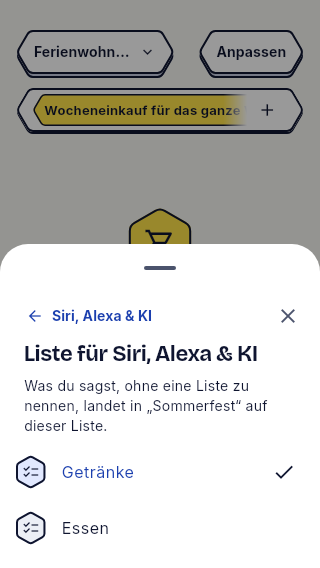 Ferienwohn...
Anpassen
Wocheneinkauf für das ganze
Siri, Alexa & KI
Liste für Siri, Alexa & KI
Was du sagst, ohne eine Liste zu
nennen, landet in „Sommerfest“ auf
dieser Liste.
Getränke
Essen